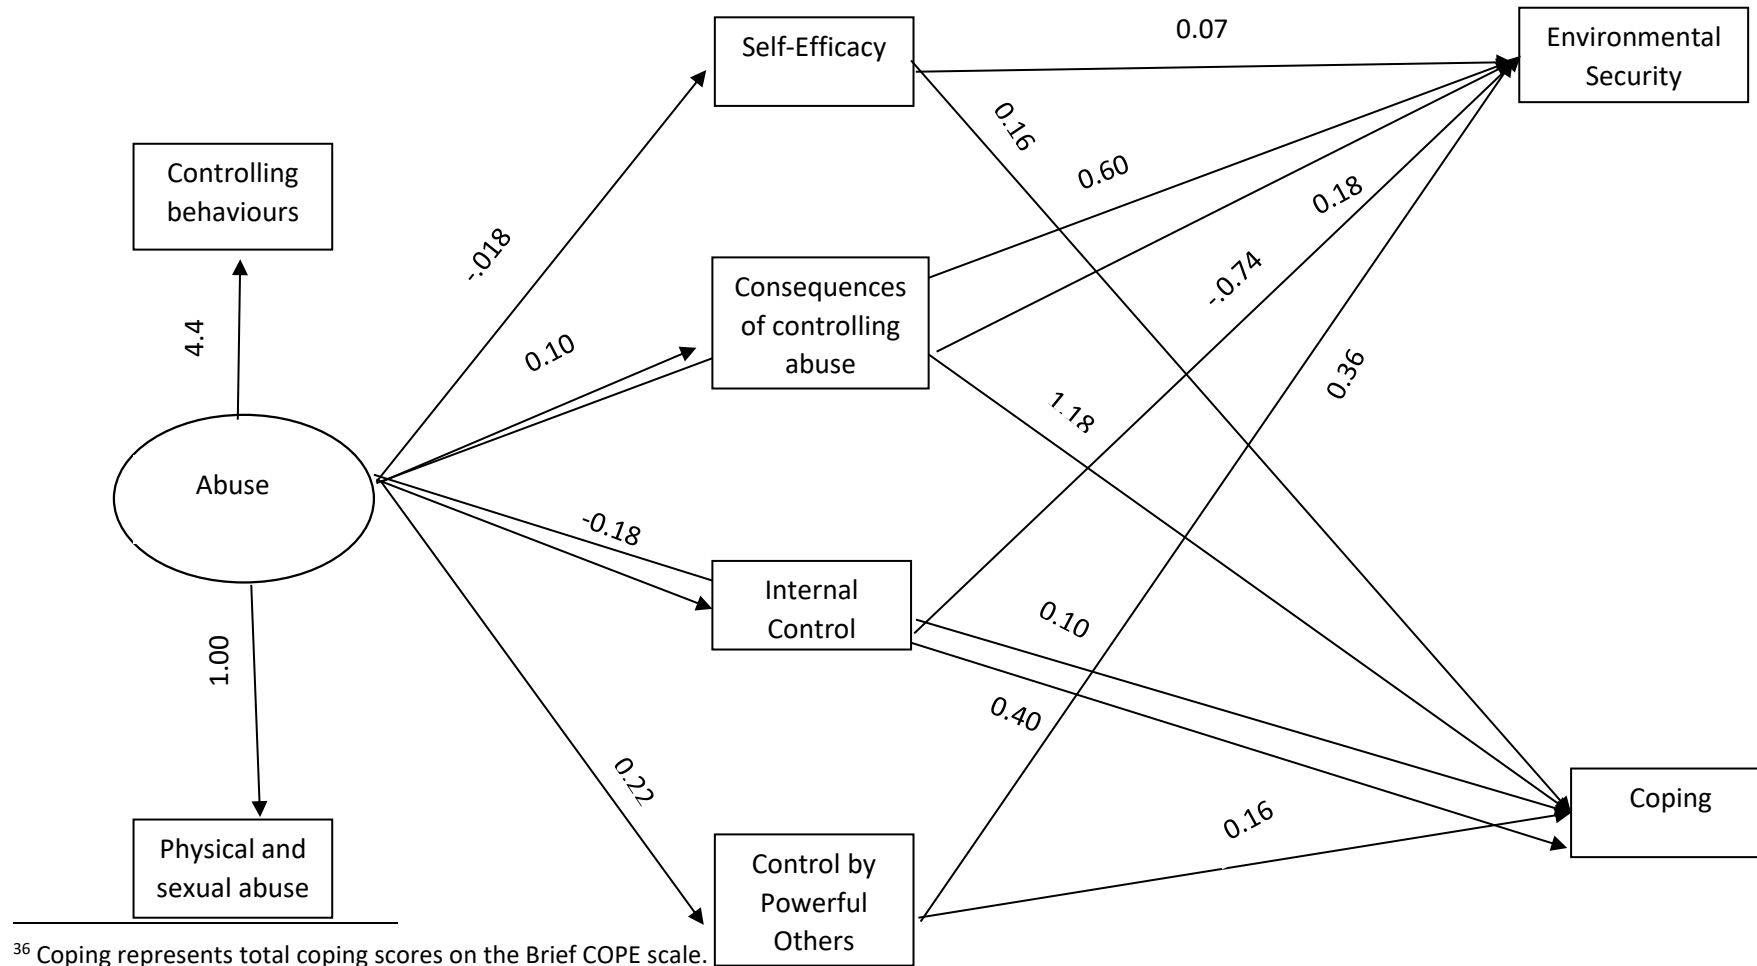 0.07
Self-Efficacy
Environmental
Security
0.16
Controlling
behaviours
0.60
0.18
-.018
-.0.74
Consequences
of controlling
abuse
4.4
0.10
0.36
1.18
Abuse
-0.18
Internal
Control
0.10
1.00
0.40
0.22
Coping
0.16
Physical and
sexual abuse
Control by
Powerful
Others
36 Coping represents total coping scores on the Brief COPE scale.